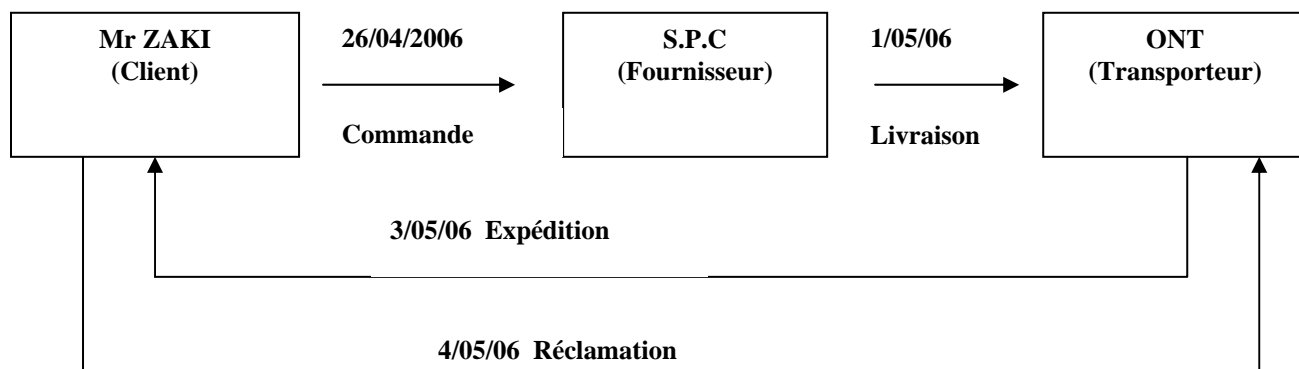 Mr ZAKI
(Client)
26/04/2006
Commande
S.P.C
(Fournisseur)
1/05/06
Livraison
ONT
(Transporteur)
3/05/06 Expédition
4/05/06 Réclamation